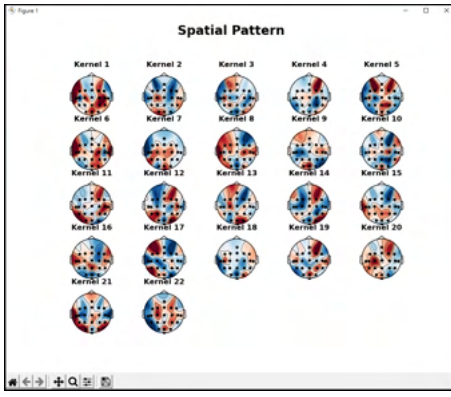 Figure 1
Spatial Pattern
Kernel 1 Kernel 2 Kernel 3 Kernel 4 Kernel 5
Kernel 6 Kernel 7 Kernel 8 Kernel 9 Kernel 10
Kernel 11 Kernel 12 Kernel 13 Kernel 14 Kernel 15
Kernel 16 Kernel 17 Kernel 18 Kernel 19 Kernel 20
Kernel 21 Kernel 22